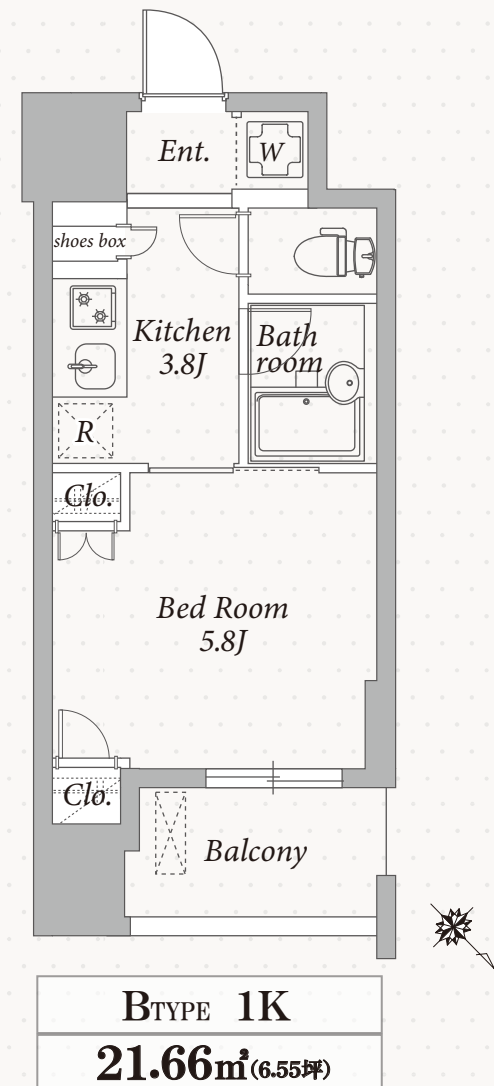 Ent.
W
shoes box
Kitchen
3.8J
Bath
room
R
Clo.
Bed Room
5.8J
Clo.
Balcony
BTYPE 1K
21.66㎡(6.55坪)